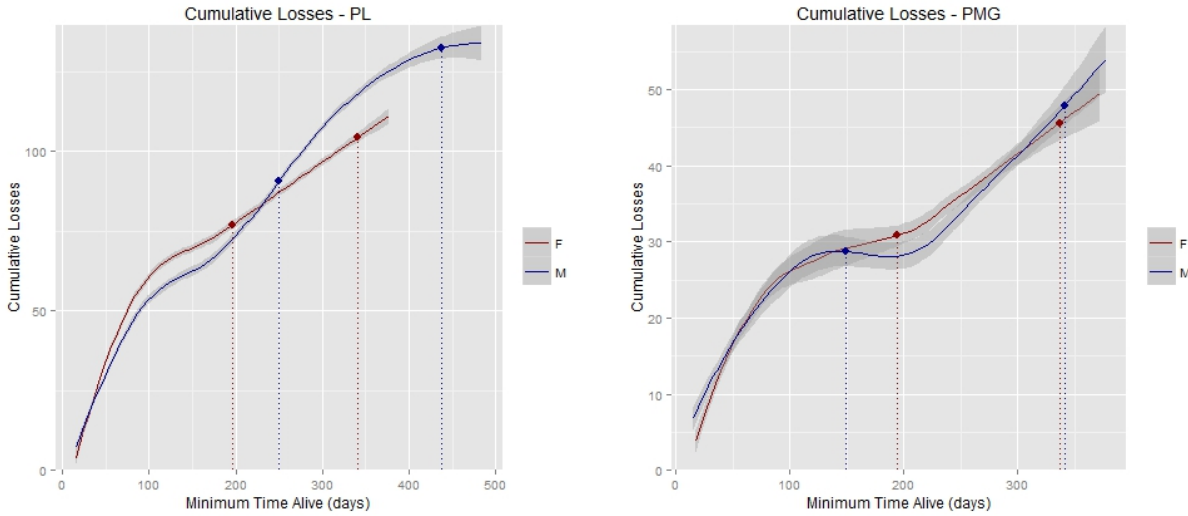 Cumulative Losses - PL
Cumulative Losses
100
50
0
0 100 200 300 400 500
Minimum Time Alive (days)
F
M
Cumulative Losses - PMG
Cumulative Losses
50
40
30
20
10
0
0 100 200 300
Minimum Time Alive (days)
F
M